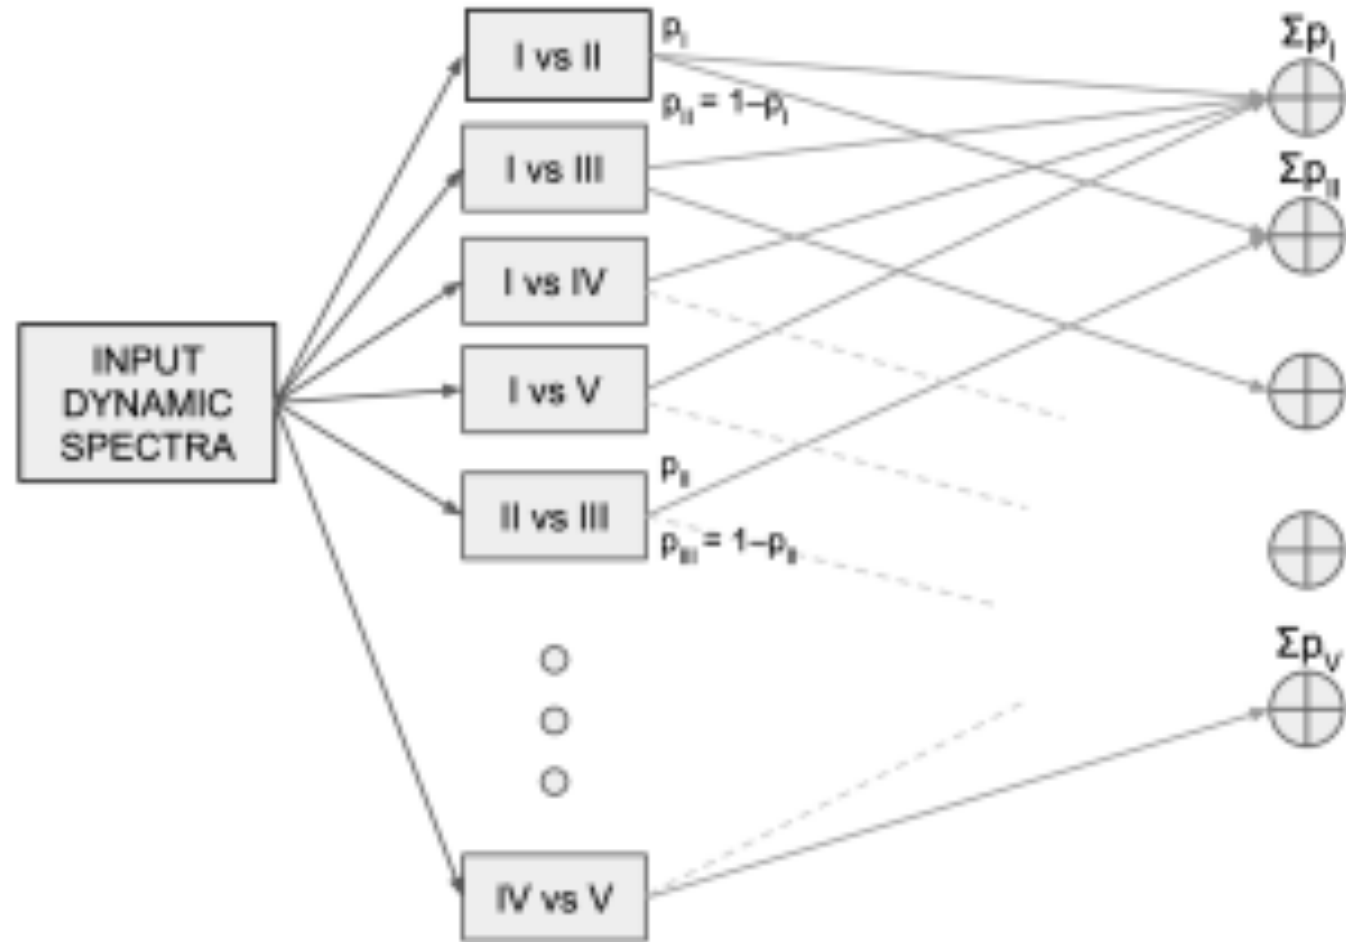 INPUT
DYNAMIC
SPECTRA
I vs II
I vs III
I vs IV
I vs V
II vs III
IV vs V
pI
pII = 1–pI
pII
pIII = 1–pII
ΣpI
ΣpII
ΣpV